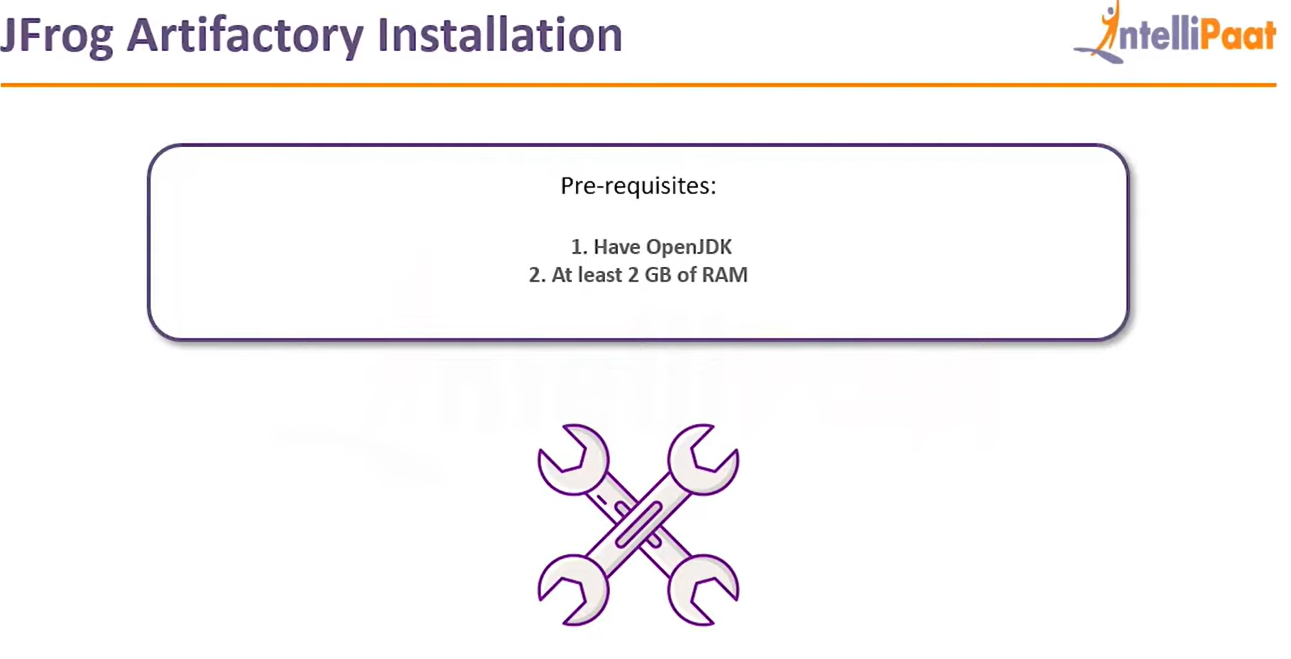 JFrog Artifactory Installation
IntelliPaat
Pre-requisites:
1. Have OpenJDK
2. At least 2 GB of RAM